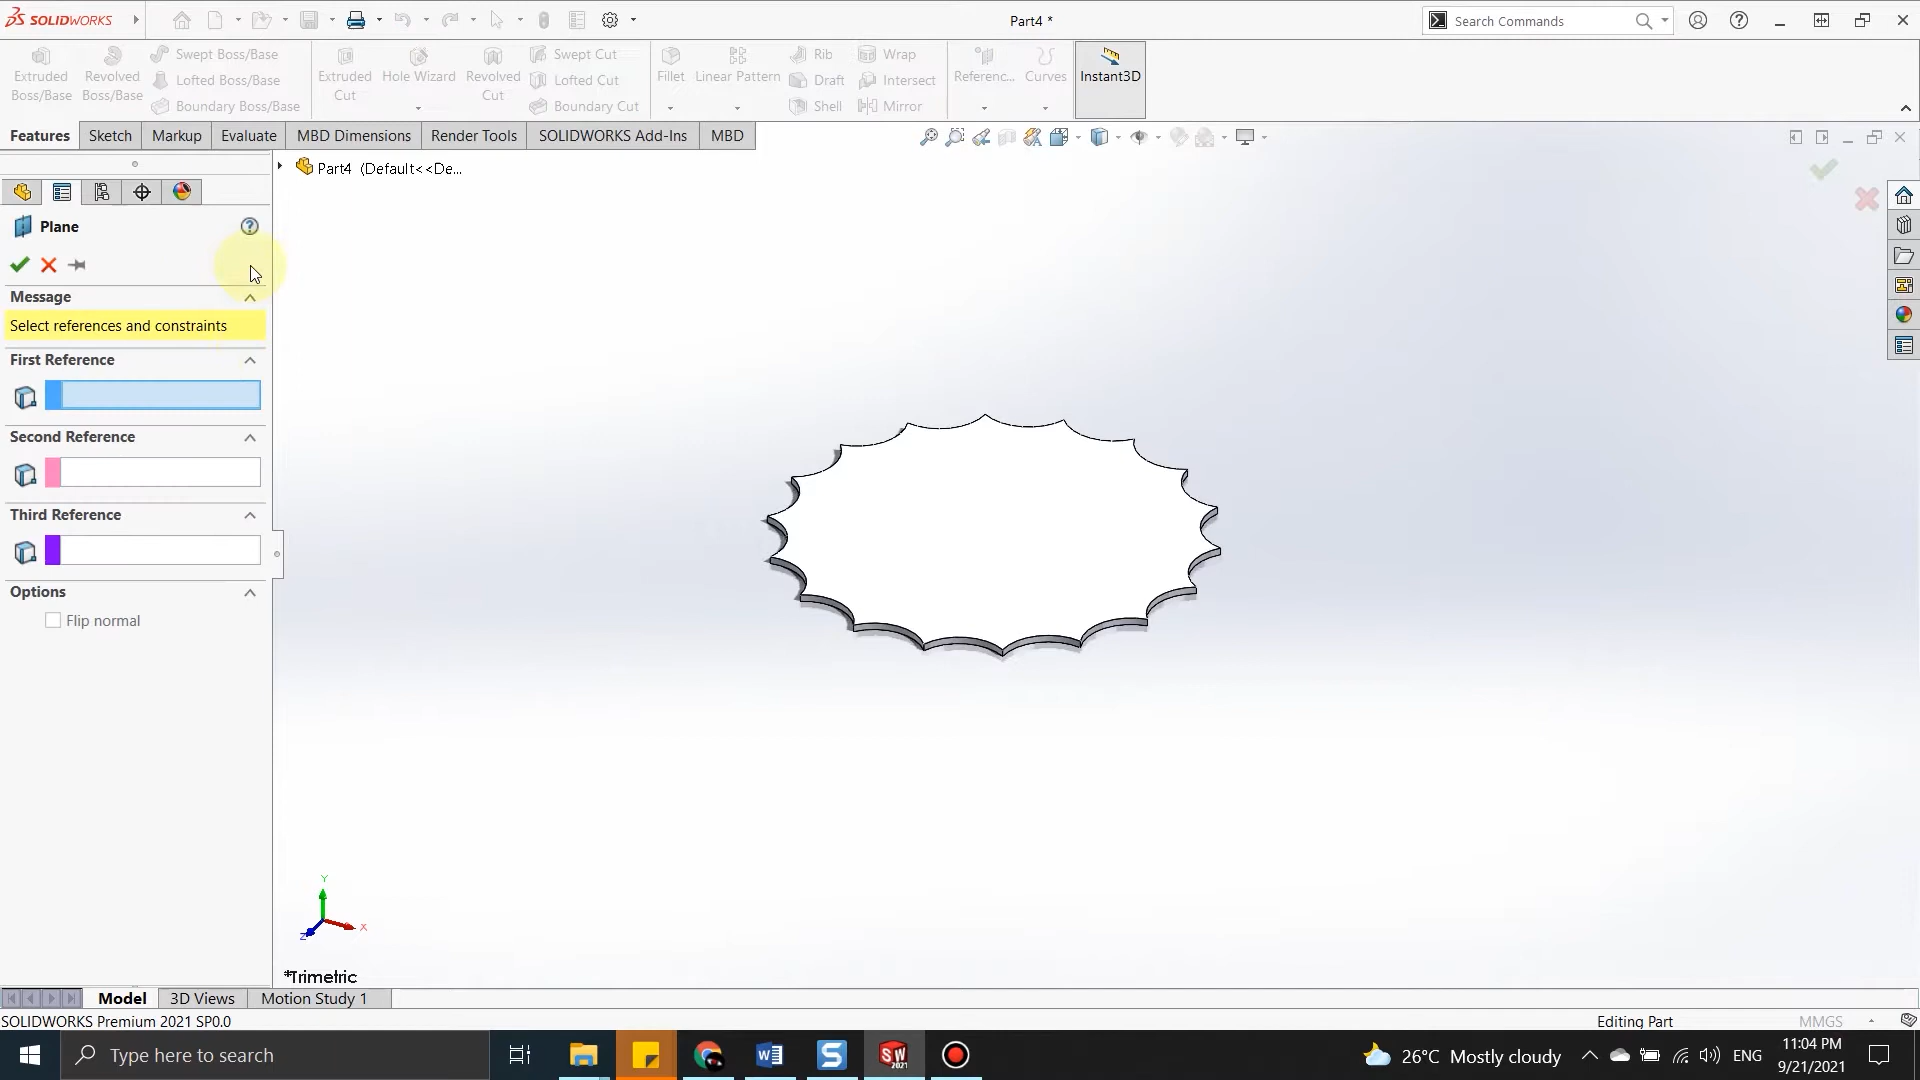 SOLIDWORKS
Part4 *
Search Commands
Extruded Boss/Base
Revolved Boss/Base
Swept Boss/Base
Lofted Boss/Base
Boundary Boss/Base
Extruded Cut
Hole Wizard
Revolved Cut
Swept Cut
Lofted Cut
Boundary Cut
Fillet
Linear Pattern
Rib
Draft
Shell
Wrap
Intersect
Mirror
Referenc...
Curves
Instant3D
Features
Sketch
Markup
Evaluate
MBD Dimensions
Render Tools
SOLIDWORKS Add-Ins
MBD
Part4 (Default<<De...
Plane
Message
Select references and constraints
First Reference
Second Reference
Third Reference
Options
Flip normal
Y
X
Z
*Trimetric
Model
3D Views
Motion Study 1
SOLIDWORKS Premium 2021 SP0.0
Editing Part
MMGS
Type here to search
SW
2021
26°C Mostly cloudy
ENG
11:04 PM
9/21/2021